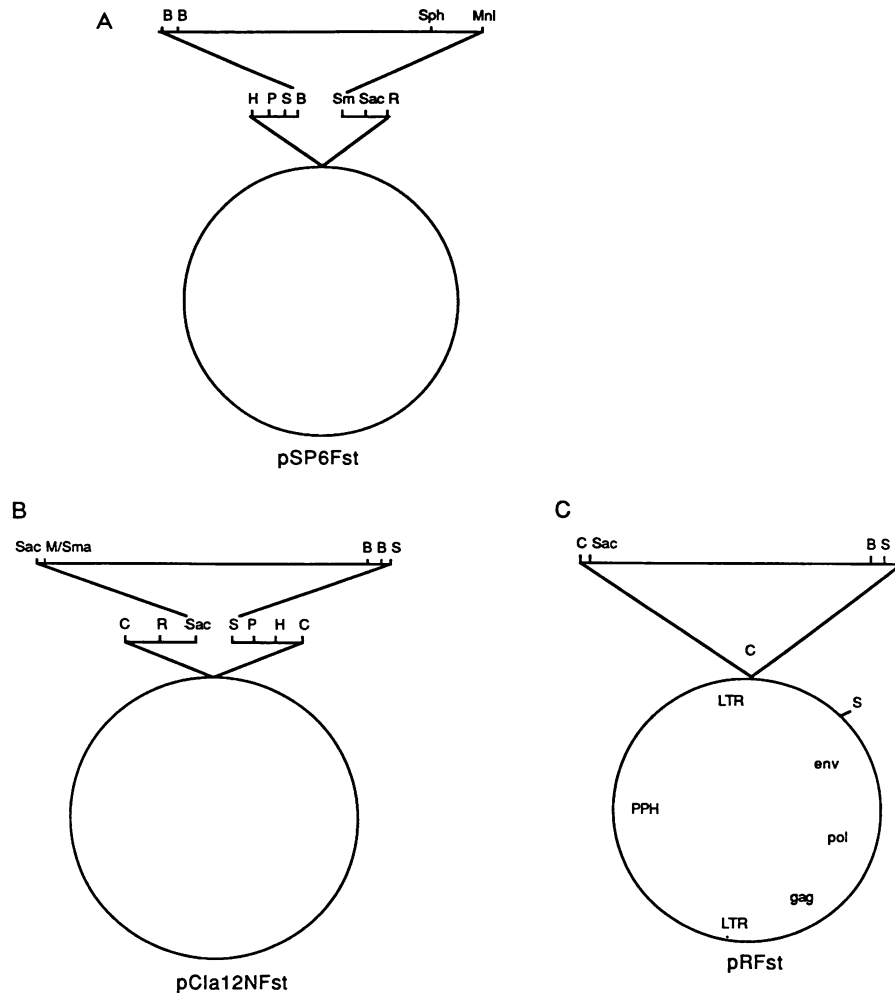 A
B B Sph Mnl
H P S B Sm Sac R
pSP6Fst
B
Sac M/Sma B B S
C R Sac S P H C
pCla12NFst
C
C Sac B S
C
LTR
S
env
PPH
pol
gag
LTR
pRFst